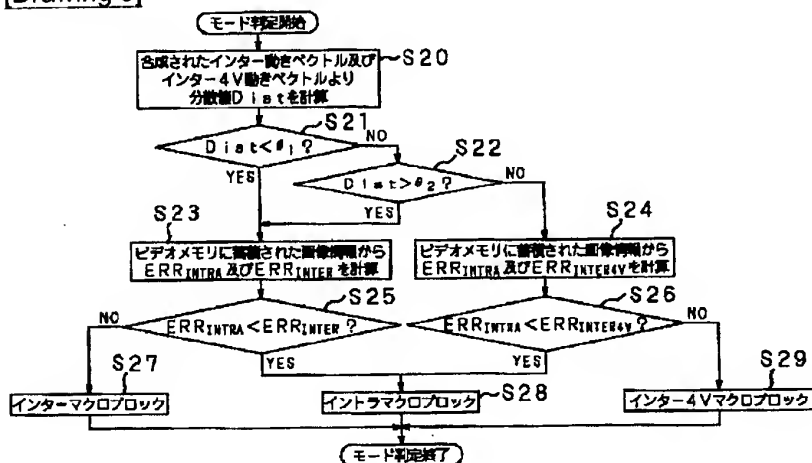 モード判定開始
合成されたインター動きベクトル及び
インター4V動きベクトルより
分散値Distを計算
S20
S21
Dist<θ1?
NO
S22
YES
Dist>θ2?
NO
YES
S23
S24
ビデオメモリに蓄積された画像情報から
ERRINTRA及びERRINTERを計算
ビデオメモリに蓄積された画像情報から
ERRINTRA及びERRINTER4Vを計算
S25
S26
NO
ERRINTRA<ERRINTER?
ERRINTRA<ERRINTER4V?
NO
YES
YES
S27
S28
S29
インターマクロブロック
イントラマクロブロック
インター4Vマクロブロック
モード判定終了